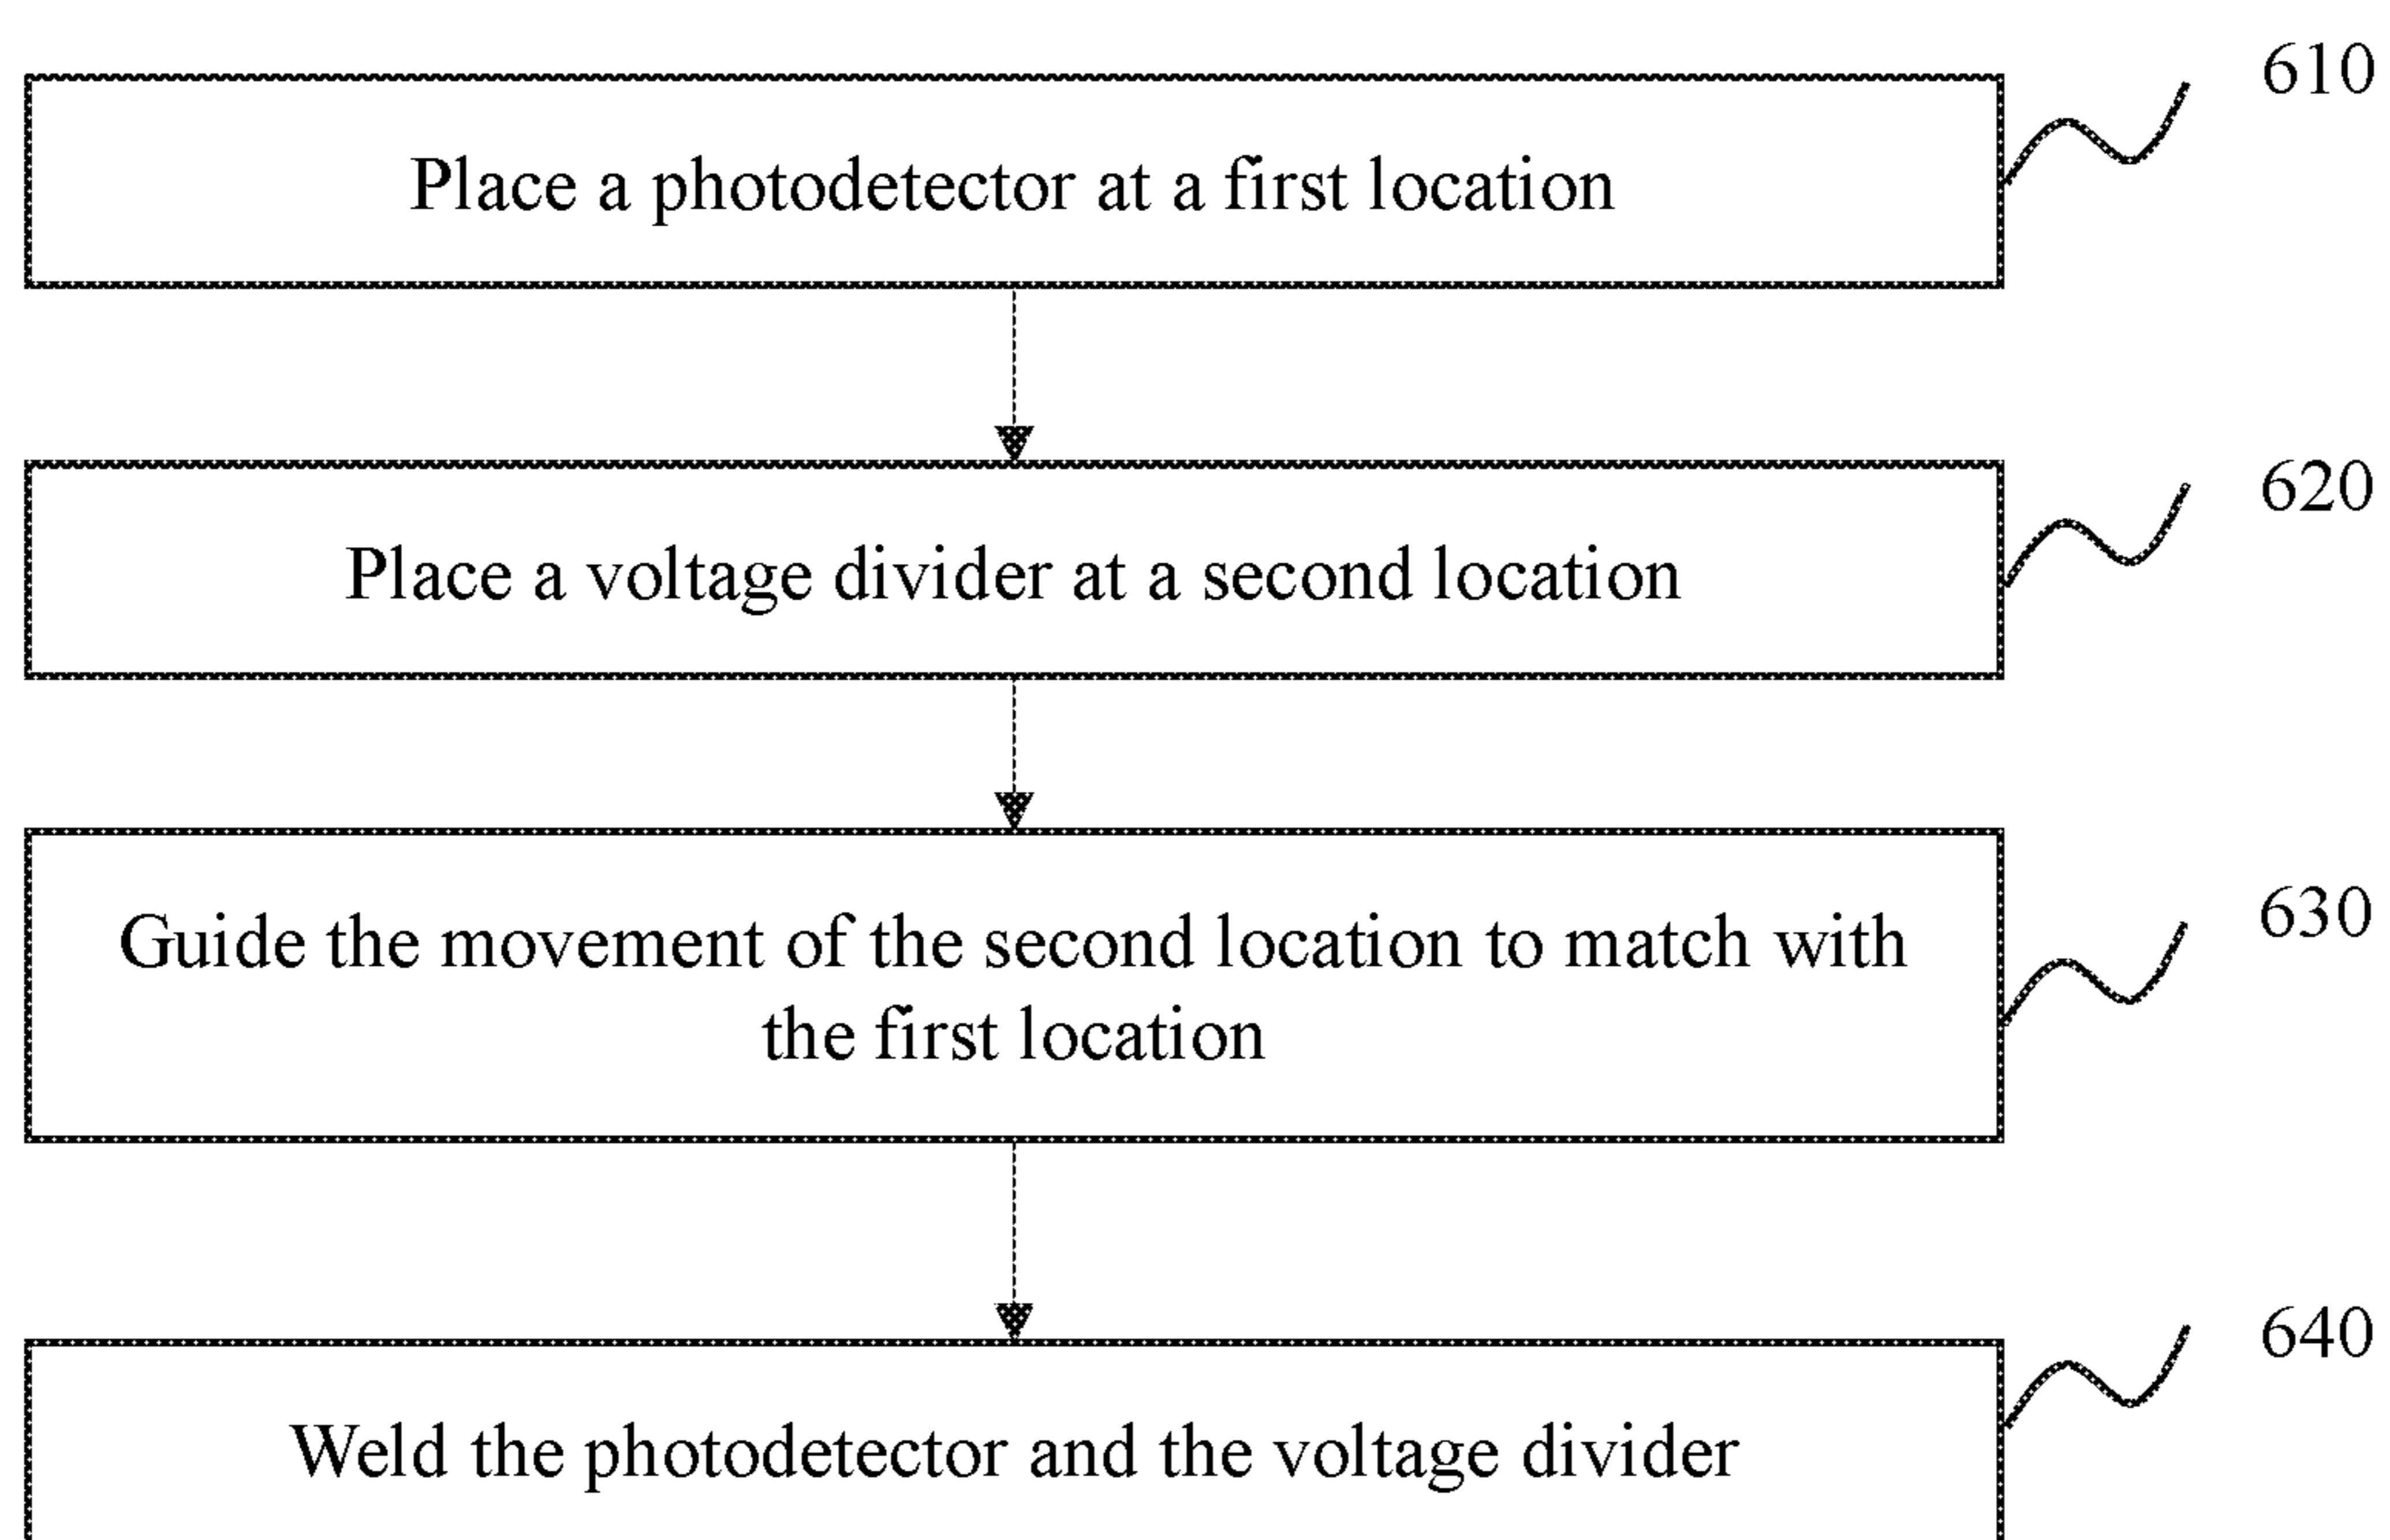 610
Place a photodetector at a first location
620
Place a voltage divider at a second location
630
Guide the movement of the second location to match with
the first location
640
Weld the photodetector and the voltage divider